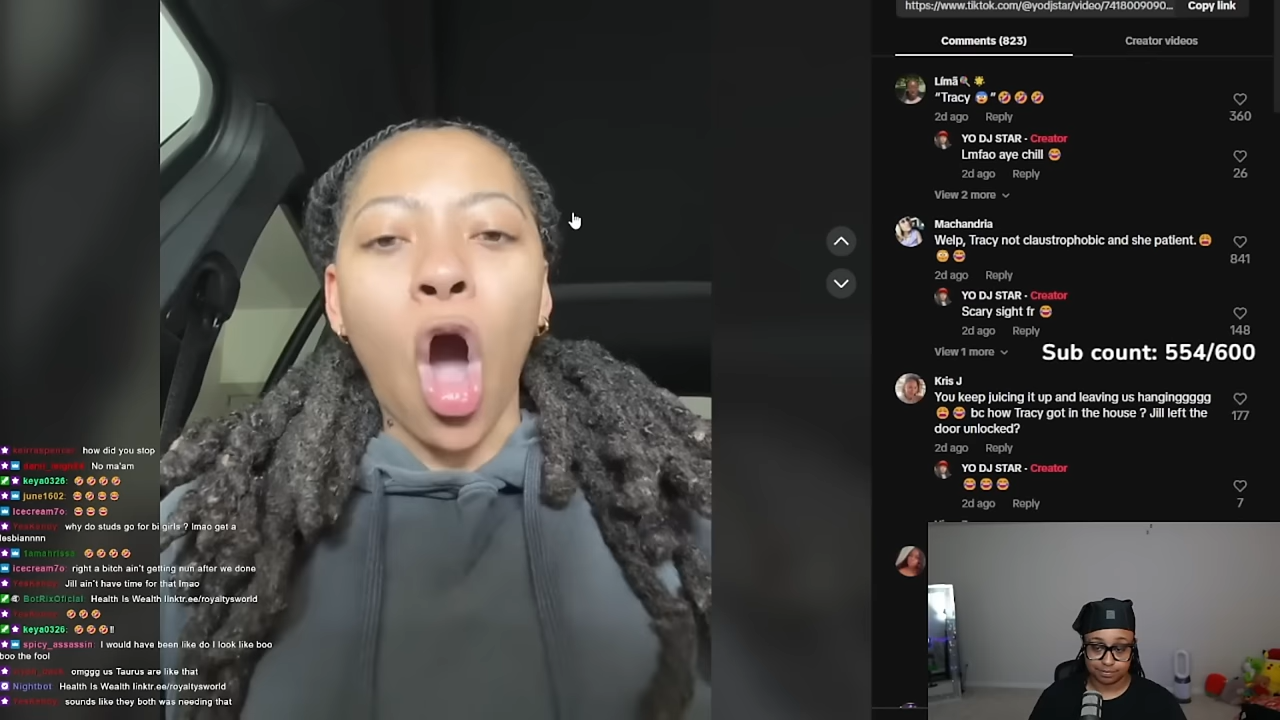 https://www.tiktok.com/@yodjstar/video/7418009090...
Copy link
Comments (823)
Creator videos
Límã
"Tracy 😰" 🤣🤣🤣
2d ago Reply
360
YO DJ STAR · Creator
Lmfao aye chill 😂
2d ago Reply
26
View 2 more
Machandria
Welp, Tracy not claustrophobic and she patient. 😩
😳 😂
2d ago Reply
841
YO DJ STAR · Creator
Scary sight fr 😂
2d ago Reply
148
View 1 more
Sub count: 554/600
Kris J
You keep juicing it up and leaving us hanginggggg
😩 😂 bc how Tracy got in the house ? Jill left the
door unlocked?
2d ago Reply
177
YO DJ STAR · Creator
😂😂😂
2d ago Reply
7
how did you stop
No ma'am
keya0326: 🤣🤣🤣🤣
june1602: 😂🤣😂😂
Icecream7o: 😂😂😂
why do studs go for bi girls ? lmao get a
lesbiannnn
🤣🤣🤣🤣
Icecream7o: right a bitch ain't getting nun after we done
Jill ain't have time for that lmao
BotRixOficial: Health Is Wealth linktr.ee/royaltysworld
🤣🤣🤣
keya0326: 🤣🤣🤣‼
spicy_assassin: I would have been like do I look like boo
boo the fool
omggg us Taurus are like that
Nightbot: Health Is Wealth linktr.ee/royaltysworld
sounds like they both was needing that